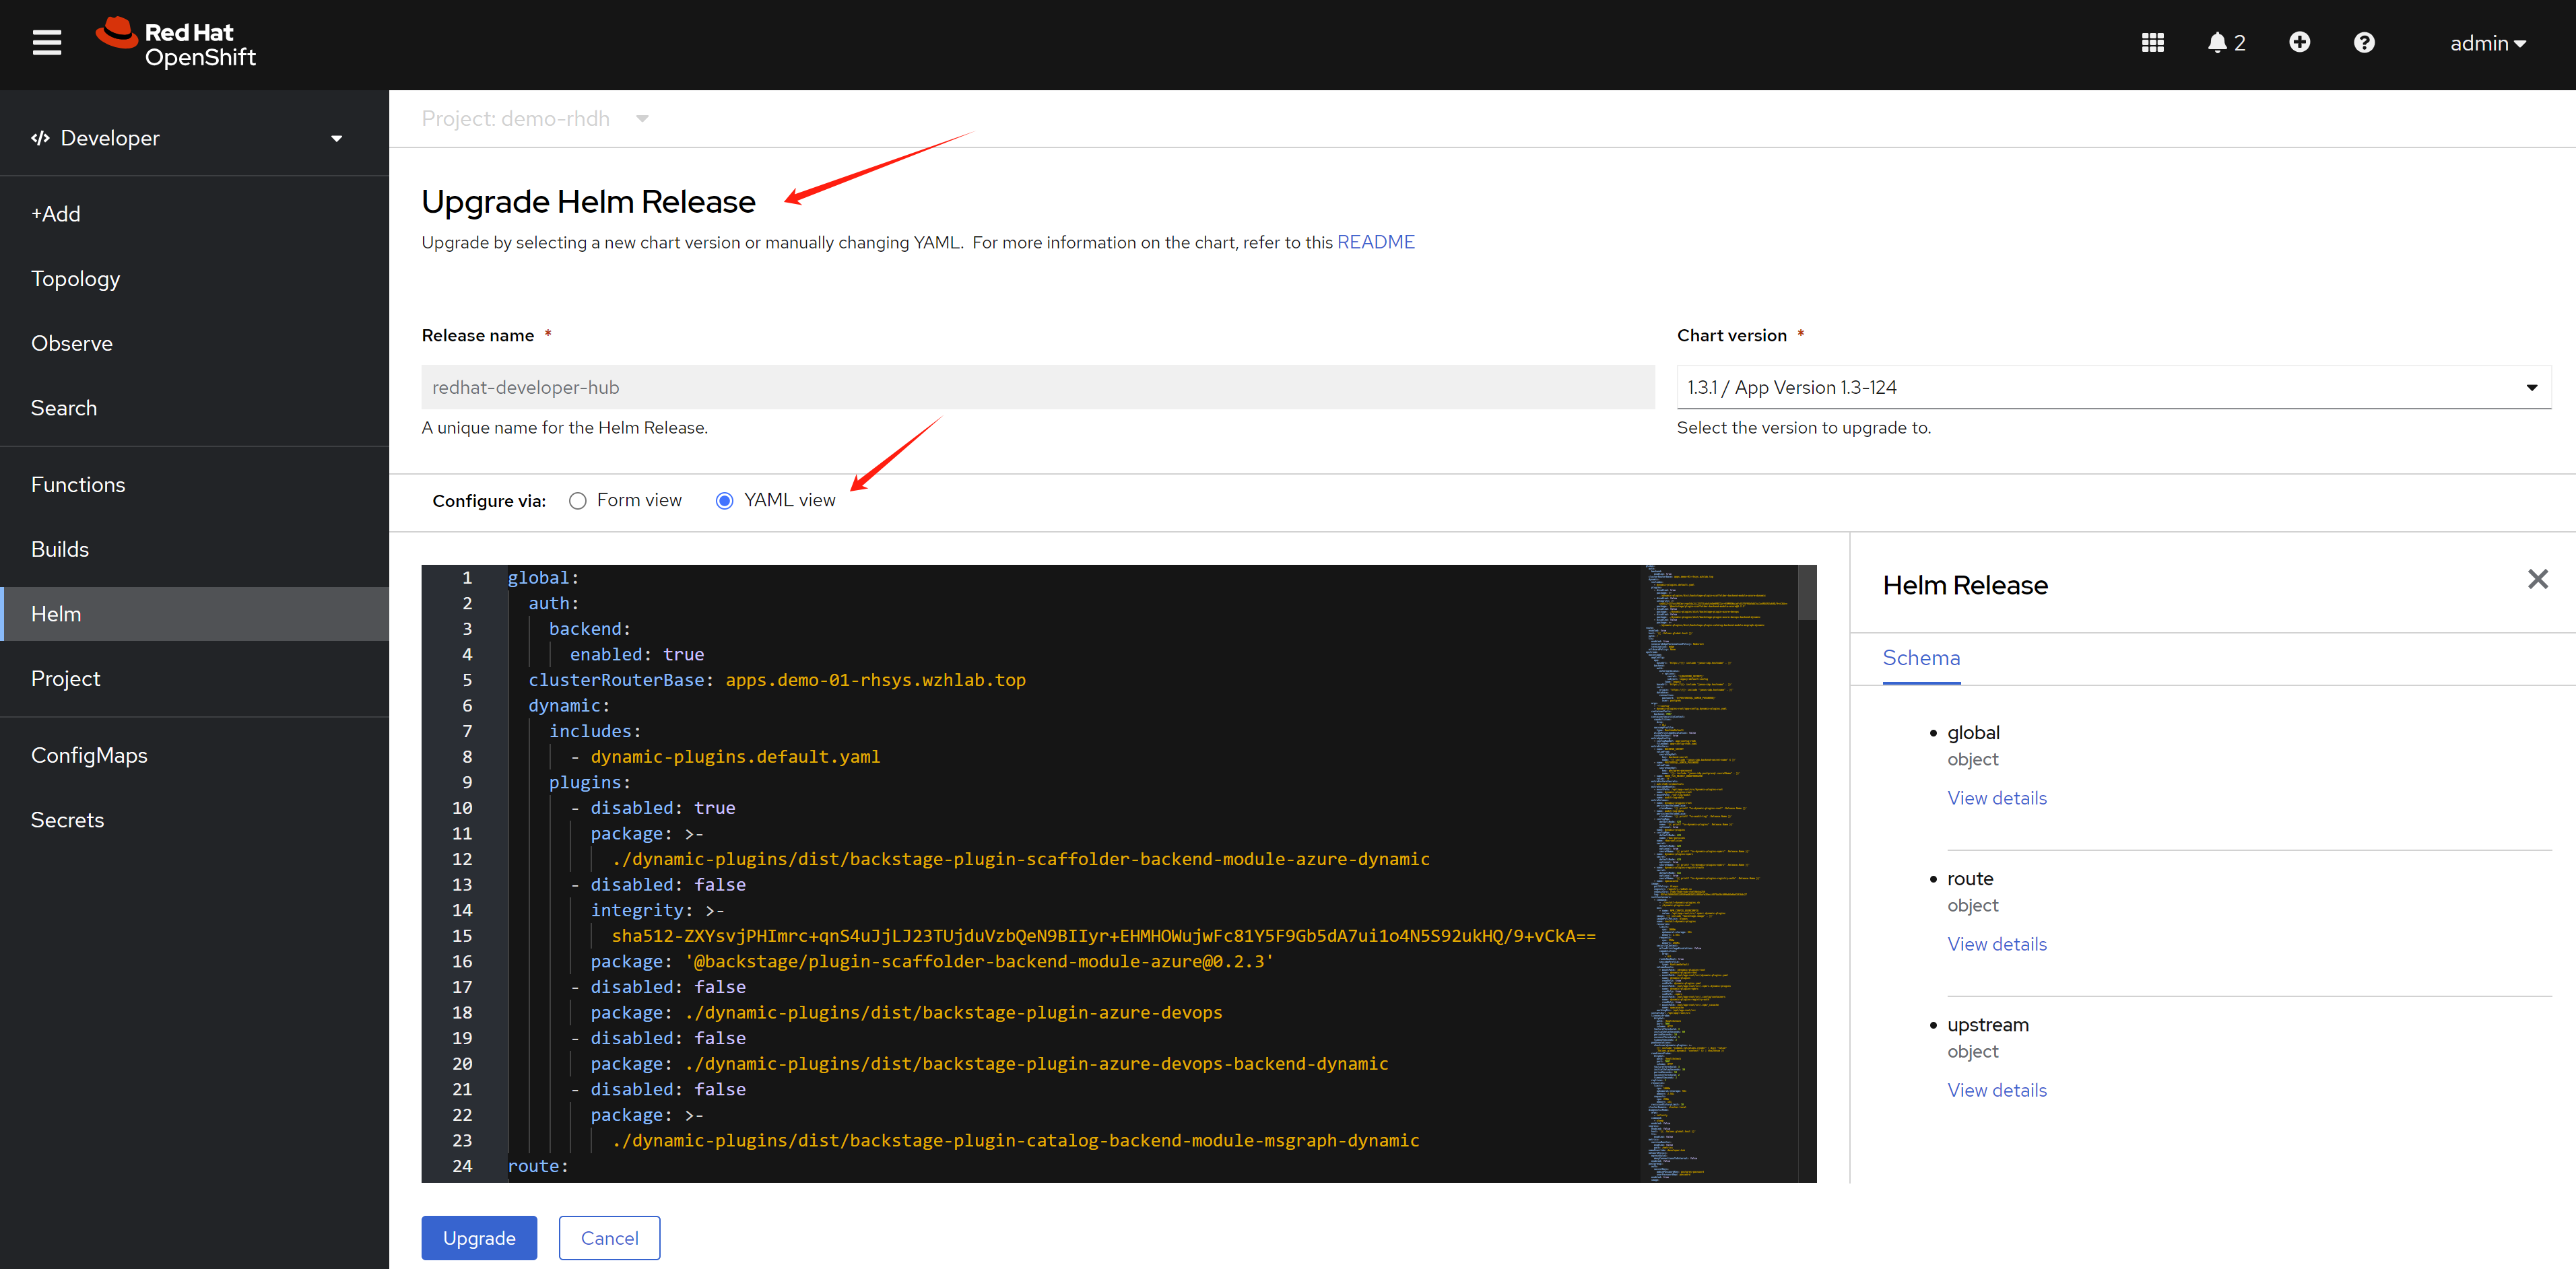 Red Hat
OpenShift
2
admin
Developer
+Add
Topology
Observe
Search
Functions
Builds
Helm
Project
ConfigMaps
Secrets
Project: demo-rhdh
Upgrade Helm Release
Upgrade by selecting a new chart version or manually changing YAML.  For more information on the chart, refer to this README
Release name *
redhat-developer-hub
A unique name for the Helm Release.
Chart version *
1.3.1 / App Version 1.3-124
Select the version to upgrade to.
Configure via: Form view YAML view
1 global:
2 auth:
3 backend:
4 enabled: true
5 clusterRouterBase: apps.demo-01-rhsys.wzhlab.top
6 dynamic:
7 includes:
8 - dynamic-plugins.default.yaml
9 plugins:
10 - disabled: true
11 package: >-
12 ./dynamic-plugins/dist/backstage-plugin-scaffolder-backend-module-azure-dynamic
13 - disabled: false
14 integrity: >-
15 sha512-ZXYsvjPHImrc+qnS4uJjLJ23TUjduVzbQeN9BIIyr+EHMHOWujwFc81Y5F9Gb5dA7ui1o4N5S92ukHQ/9+vCkA==
16 package: '@backstage/plugin-scaffolder-backend-module-azure@0.2.3'
17 - disabled: false
18 package: ./dynamic-plugins/dist/backstage-plugin-azure-devops
19 - disabled: false
20 package: ./dynamic-plugins/dist/backstage-plugin-azure-devops-backend-dynamic
21 - disabled: false
22 package: >-
23 ./dynamic-plugins/dist/backstage-plugin-catalog-backend-module-msgraph-dynamic
24 route:
Helm Release
Schema
global
object
View details
route
object
View details
upstream
object
View details
Upgrade
Cancel